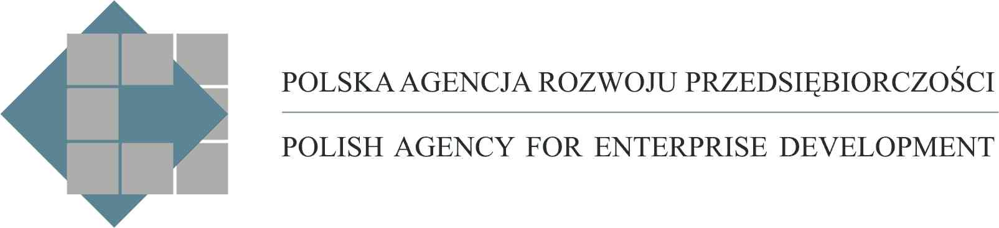 POLSKA AGENCJA ROZWOJU PRZEDSIĘBIORCZOŚCI
POLISH AGENCY FOR ENTERPRISE DEVELOPMENT